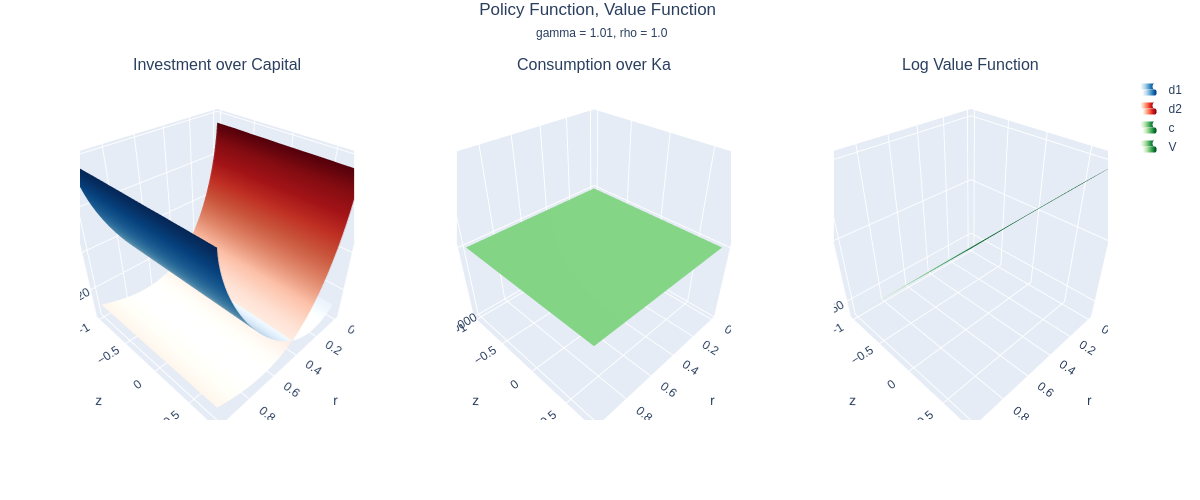 Policy Function, Value Function
gamma = 1.01, rho = 1.0
Investment over Capital
Consumption over Ka
Log Value Function
d1
d2
c
V
−1
−0.5
0
z
0.2
0.4
0.6
0.8
r
−0.5
0
z
0
0.2
0.4
0.6
0.8
r
−1
−0.5
0
z
0
0.2
0.4
0.6
0.8
r